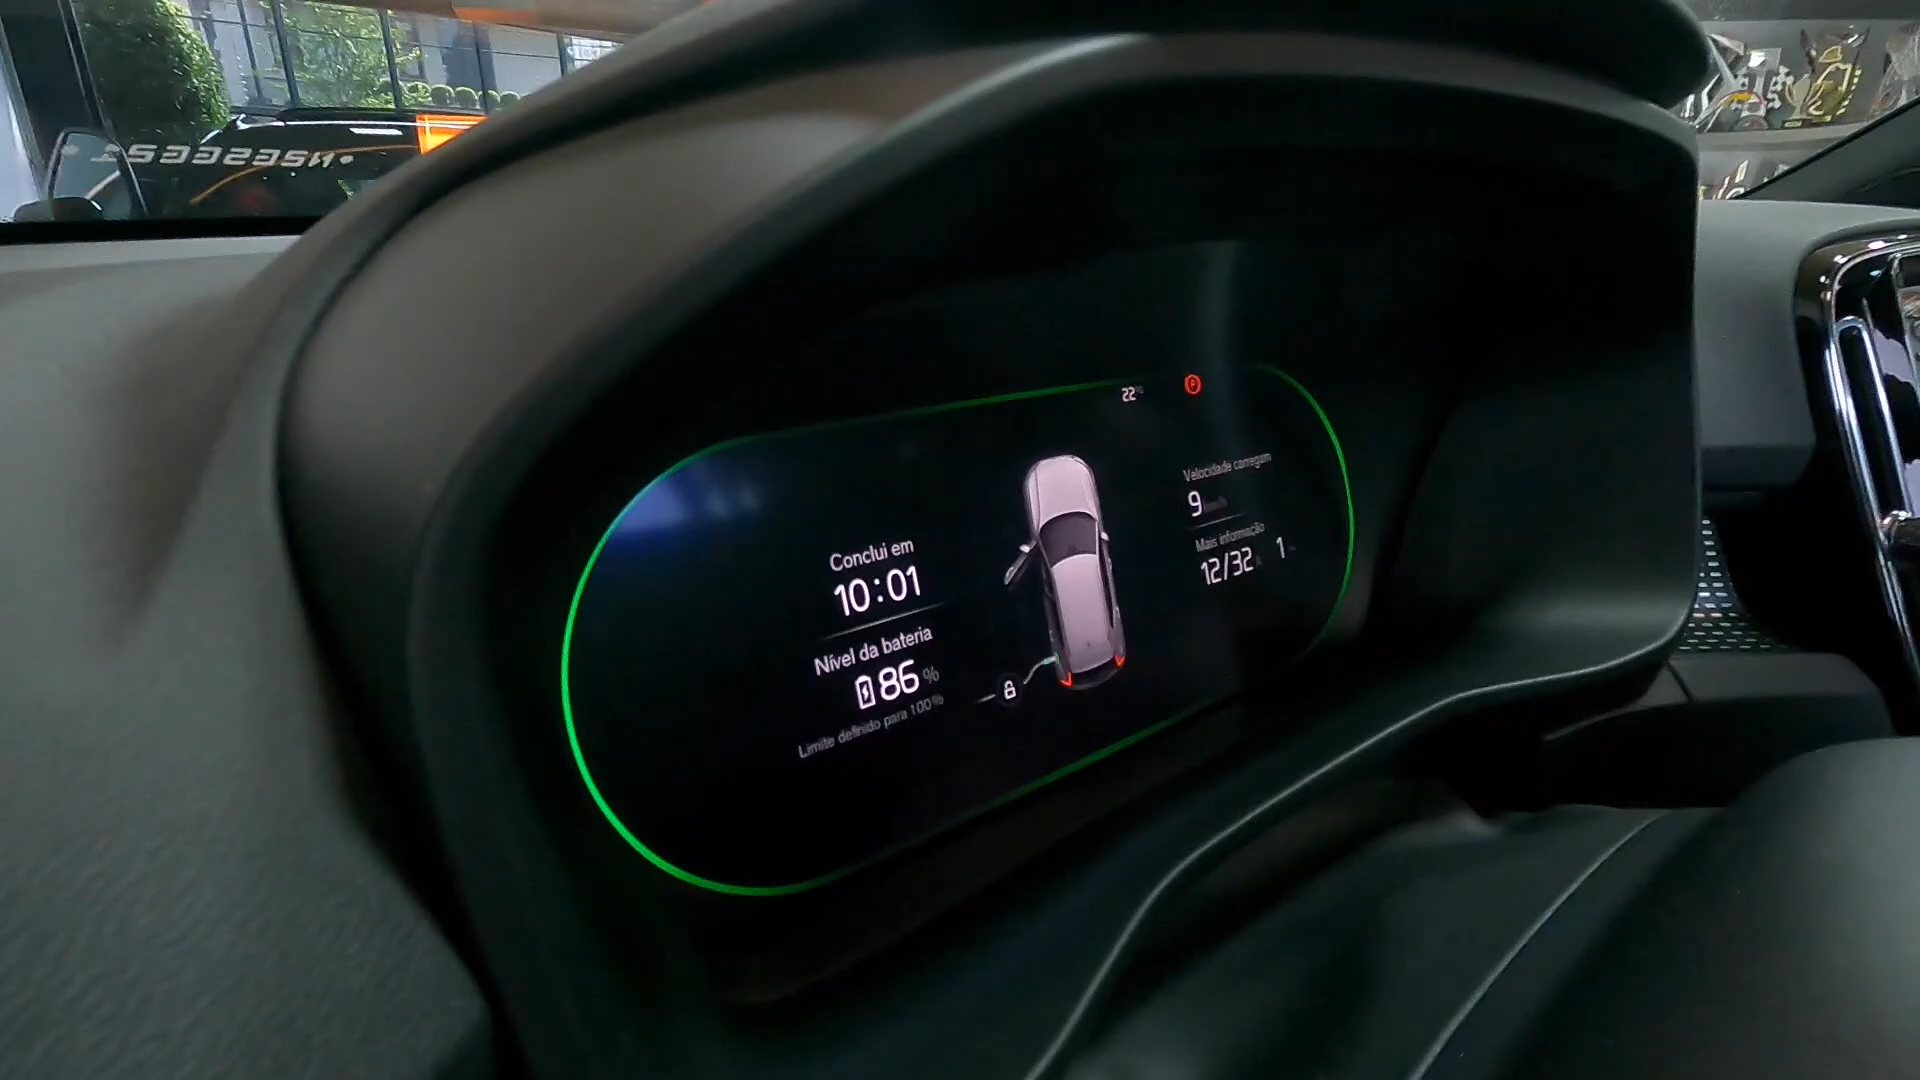 22°C
Conclui em
10:01
Nível da bateria
86 %
Limite definido para 100%
Velocidade carregam
9 km/h
Mais informação
12/32 A 1